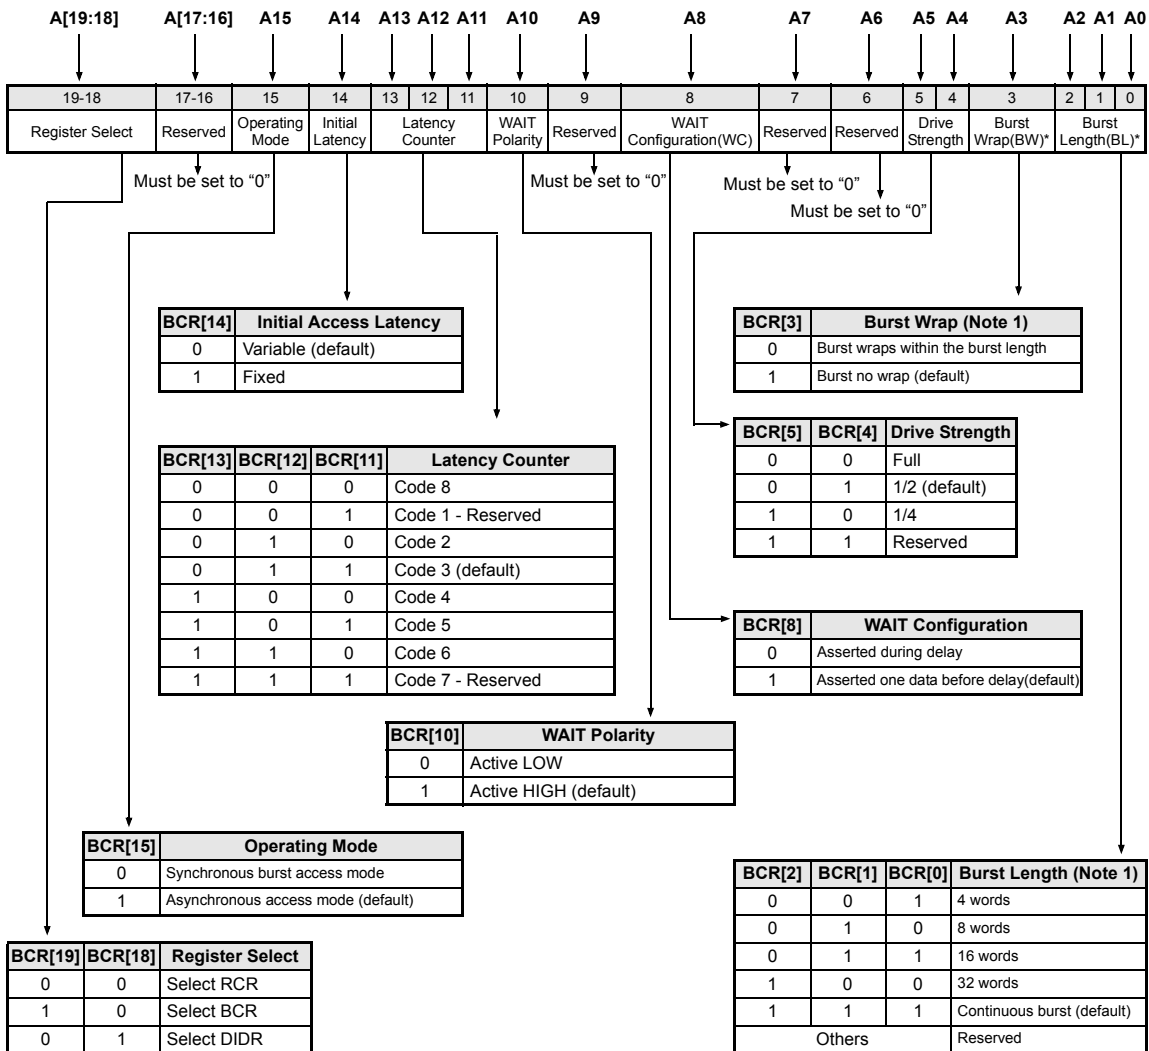 A[19:18] A[17:16] A15 A14 A13 A12 A11 A10 A9 A8 A7 A6 A5 A4 A3 A2 A1 A0
19-18 17-16 15 14 13 12 11 10 9 8 7 6 5 4 3 2 1 0
Register Select Reserved Operating Mode Initial Latency Latency Counter WAIT Polarity Reserved WAIT Configuration(WC) Reserved Reserved Drive Strength Burst Wrap(BW)* Burst Length(BL)*
Must be set to “0” Must be set to “0” Must be set to “0”
Must be set to “0”
BCR[14] Initial Access Latency
0 Variable (default)
1 Fixed
BCR[3] Burst Wrap (Note 1)
0 Burst wraps within the burst length
1 Burst no wrap (default)
BCR[5] BCR[4] Drive Strength
0 0 Full
0 1 1/2 (default)
1 0 1/4
1 1 Reserved
BCR[13] BCR[12] BCR[11] Latency Counter
0 0 0 Code 8
0 0 1 Code 1 - Reserved
0 1 0 Code 2
0 1 1 Code 3 (default)
1 0 0 Code 4
1 0 1 Code 5
1 1 0 Code 6
1 1 1 Code 7 - Reserved
BCR[8] WAIT Configuration
0 Asserted during delay
1 Asserted one data before delay(default)
BCR[10] WAIT Polarity
0 Active LOW
1 Active HIGH (default)
BCR[15] Operating Mode
0 Synchronous burst access mode
1 Asynchronous access mode (default)
BCR[2] BCR[1] BCR[0] Burst Length (Note 1)
0 0 1 4 words
0 1 0 8 words
0 1 1 16 words
1 0 0 32 words
1 1 1 Continuous burst (default)
Others Reserved
BCR[19] BCR[18] Register Select
0 0 Select RCR
1 0 Select BCR
0 1 Select DIDR